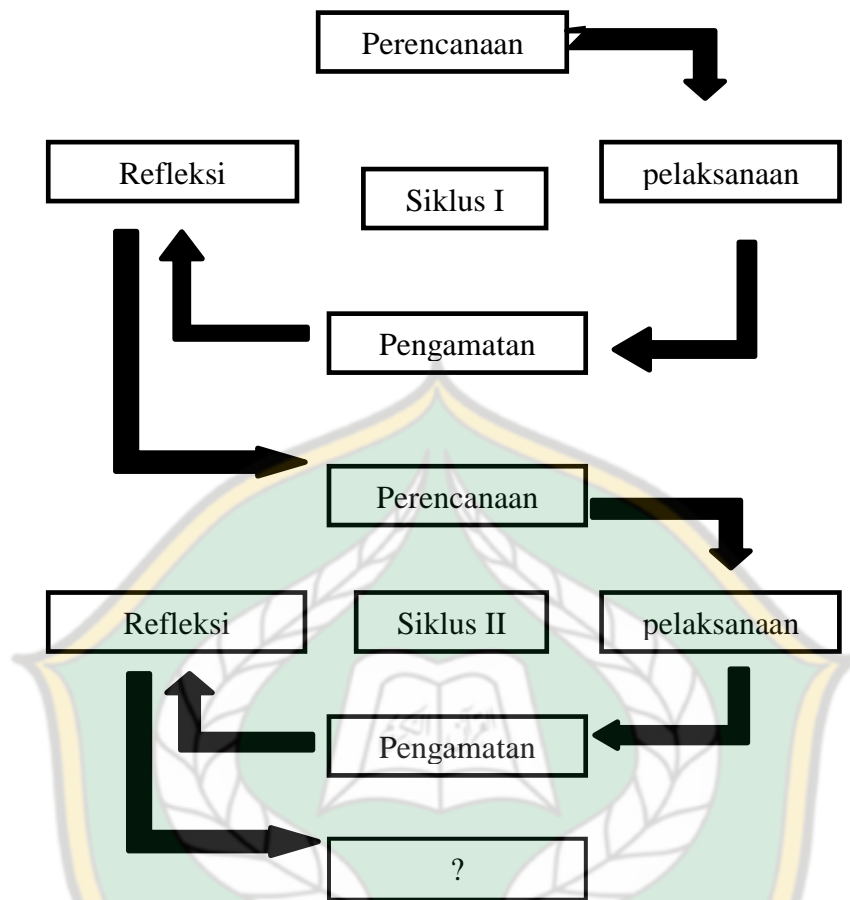 Perencanaan
Refleksi
Siklus I
pelaksanaan
Pengamatan
Perencanaan
Refleksi
Siklus II
pelaksanaan
Pengamatan
?